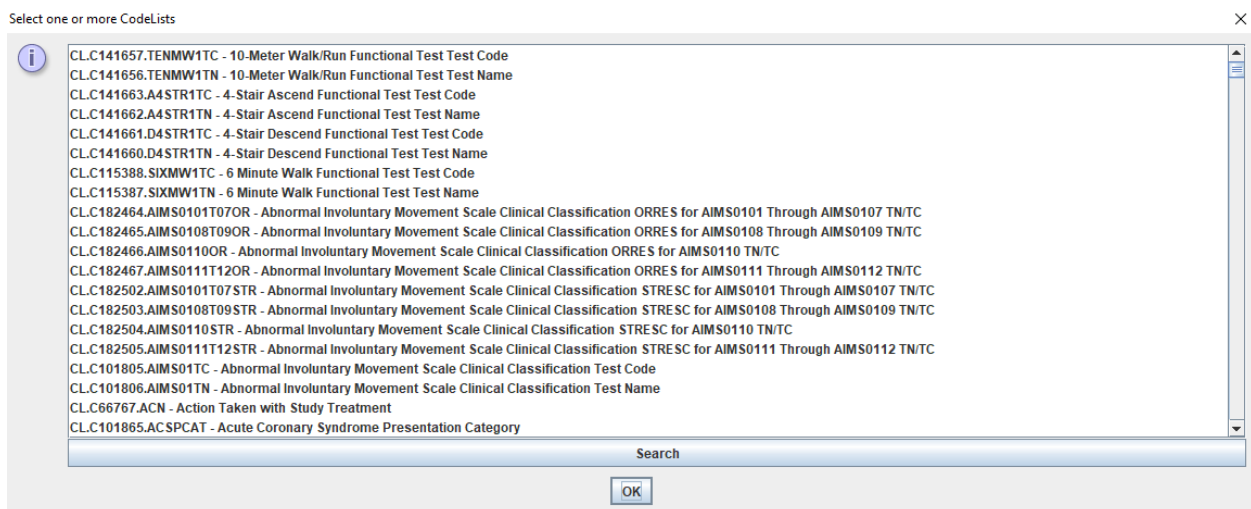 Select one or more CodeLists
CL.C141657.TENMW1TC - 10-Meter Walk/Run Functional Test Test Code
CL.C141656.TENMW1TN - 10-Meter Walk/Run Functional Test Test Name
CL.C141663.A4STR1TC - 4-Stair Ascend Functional Test Test Code
CL.C141662.A4STR1TN - 4-Stair Ascend Functional Test Test Name
CL.C141661.D4STR1TC - 4-Stair Descend Functional Test Test Code
CL.C141660.D4STR1TN - 4-Stair Descend Functional Test Test Name
CL.C115388.SIXMW1TC - 6 Minute Walk Functional Test Test Code
CL.C115387.SIXMW1TN - 6 Minute Walk Functional Test Test Name
CL.C182464.AIMS0101T07OR - Abnormal Involuntary Movement Scale Clinical Classification ORRES for AIMS0101 Through AIMS0107 TN/TC
CL.C182465.AIMS0108T09OR - Abnormal Involuntary Movement Scale Clinical Classification ORRES for AIMS0108 Through AIMS0109 TN/TC
CL.C182466.AIMS0110OR - Abnormal Involuntary Movement Scale Clinical Classification ORRES for AIMS0110 TN/TC
CL.C182467.AIMS0111T12OR - Abnormal Involuntary Movement Scale Clinical Classification ORRES for AIMS0111 Through AIMS0112 TN/TC
CL.C182502.AIMS0101T07STR - Abnormal Involuntary Movement Scale Clinical Classification STRESC for AIMS0101 Through AIMS0107 TN/TC
CL.C182503.AIMS0108T09STR - Abnormal Involuntary Movement Scale Clinical Classification STRESC for AIMS0108 Through AIMS0109 TN/TC
CL.C182504.AIMS0110STR - Abnormal Involuntary Movement Scale Clinical Classification STRESC for AIMS0110 TN/TC
CL.C182505.AIMS0111T12STR - Abnormal Involuntary Movement Scale Clinical Classification STRESC for AIMS0111 Through AIMS0112 TN/TC
CL.C101805.AIMS01TC - Abnormal Involuntary Movement Scale Clinical Classification Test Code
CL.C101806.AIMS01TN - Abnormal Involuntary Movement Scale Clinical Classification Test Name
CL.C66767.ACN - Action Taken with Study Treatment
CL.C101865.ACSPCAT - Acute Coronary Syndrome Presentation Category
Search
OK